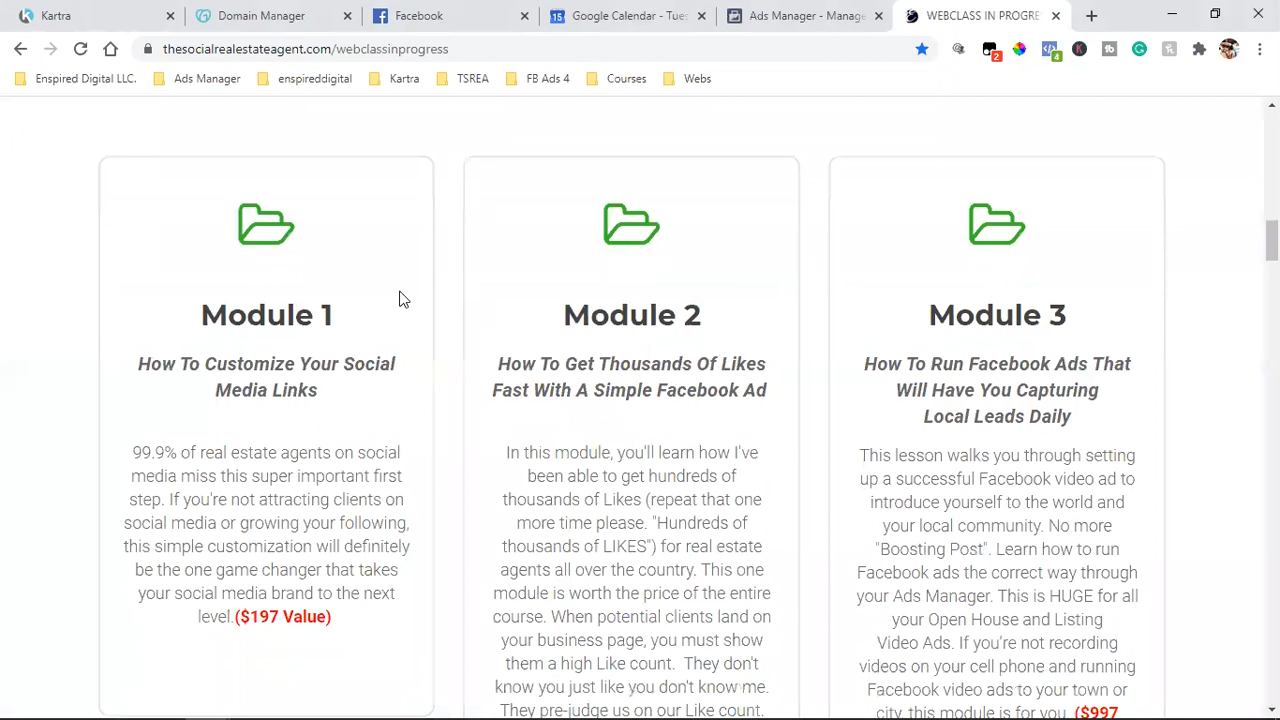 Kartra
Domain Manager
Facebook
15 Google Calendar - Tues
Ads Manager - Manage
WEBCLASS IN PROGRE
thesocialrealestateagent.com/webclassinprogress
2
4
Enspired Digital LLC.
Ads Manager
enspireddigital
Kartra
TSREA
FB Ads 4
Courses
Webs
Module 1
How To Customize Your Social
Media Links
99.9% of real estate agents on social
media miss this super important first
step. If you're not attracting clients on
social media or growing your following,
this simple customization will definitely
be the one game changer that takes
your social media brand to the next
level.($197 Value)
Module 2
How To Get Thousands Of Likes
Fast With A Simple Facebook Ad
In this module, you'll learn how I've
been able to get hundreds of
thousands of Likes (repeat that one
more time please. "Hundreds of
thousands of LIKES") for real estate
agents all over the country. This one
module is worth the price of the entire
course. When potential clients land on
your business page, you must show
them a high Like count. They don't
know you just like you don't know me.
They pre-judge us on our Like count.
Module 3
How To Run Facebook Ads That
Will Have You Capturing
Local Leads Daily
This lesson walks you through setting
up a successful Facebook video ad to
introduce yourself to the world and
your local community. No more
"Boosting Post". Learn how to run
Facebook ads the correct way through
your Ads Manager. This is HUGE for all
your Open House and Listing
Video Ads. If you're not recording
videos on your cell phone and running
Facebook video ads to your town or
city, this module is for you. ($997